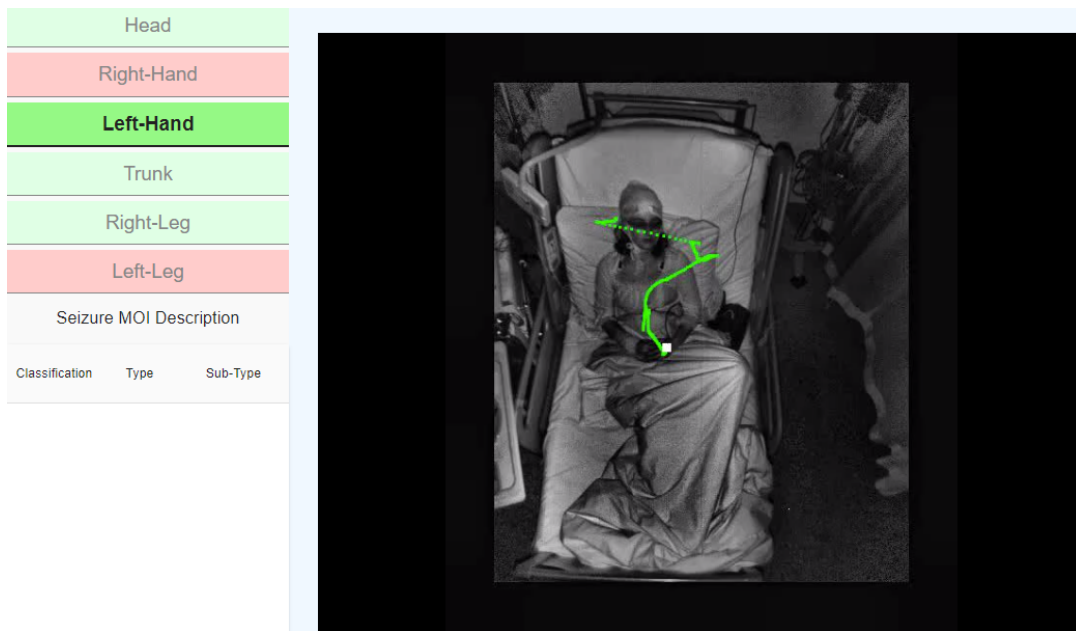 Head
Right-Hand
Left-Hand
Trunk
Right-Leg
Left-Leg
Seizure MOI Description
Classification Type Sub-Type